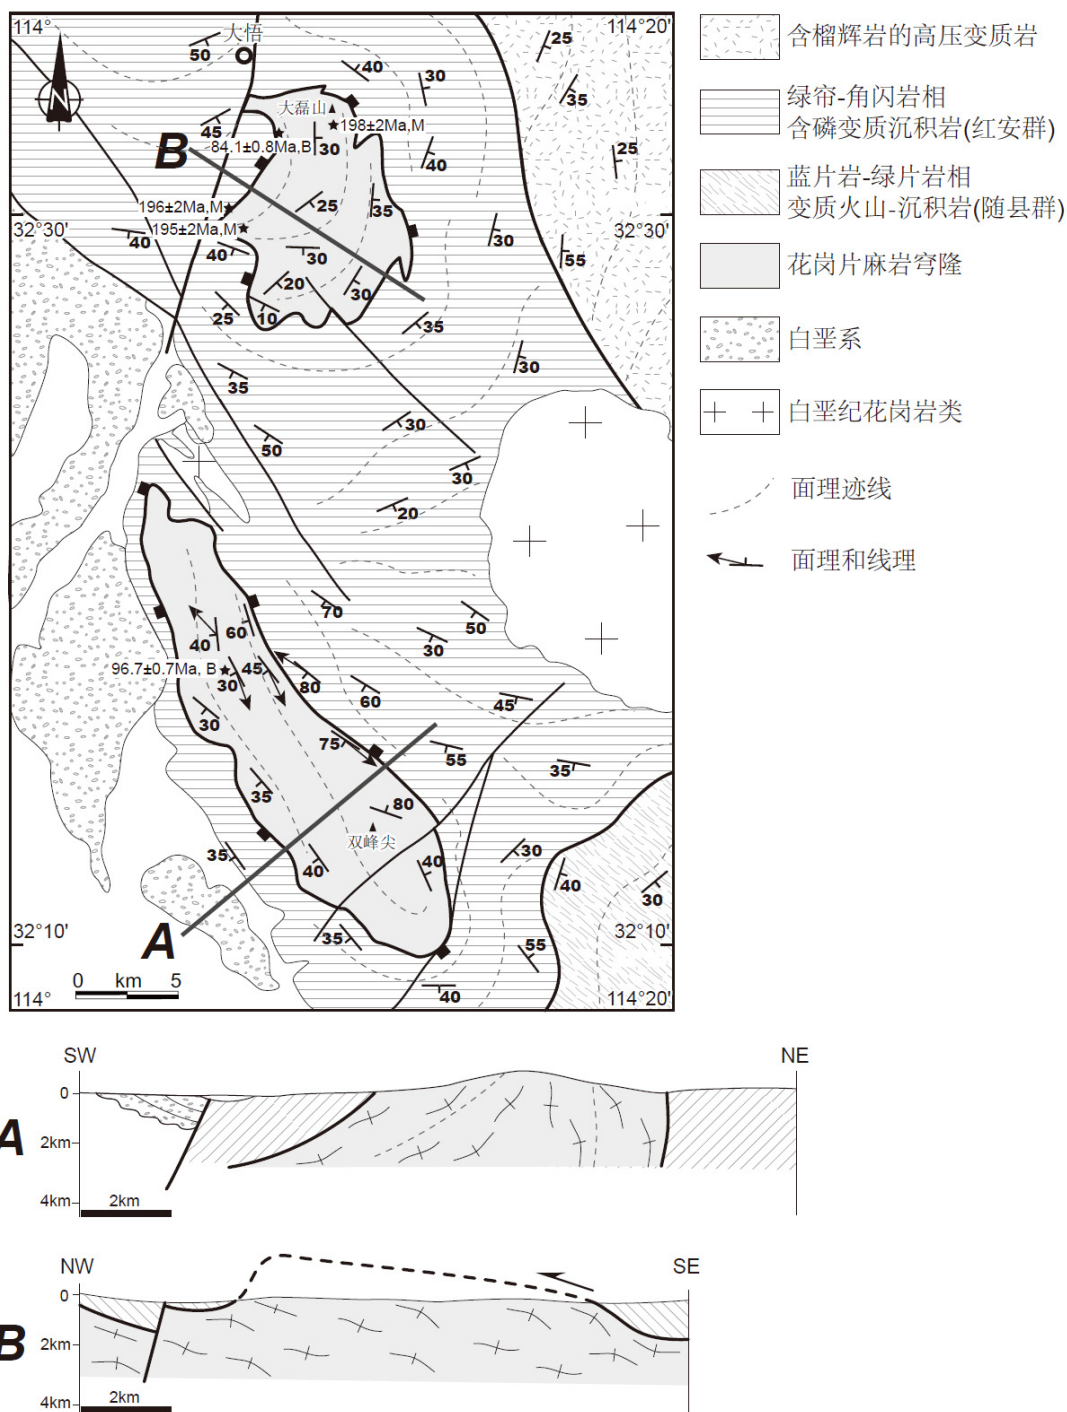 114°
大悟
114°20'
50
25
40
30
35
大磊山
198±2Ma,M
45
B
84.1±0.8Ma,B
30
40
25
196±2Ma,M
25
35
32°30'
195±2Ma,M
32°30'
40
40
30
30
55
20
30
25
10
35
30
35
30
50
30
20
70
50
60
40
30
96.7±0.7Ma, B
45
30
80
60
45
30
75
55
35
35
80
双峰尖
35
40
40
30
40
30
32°10'
A
35
55
32°10'
0 km 5
40
114°
114°20'
含榴辉岩的高压变质岩
绿帘-角闪岩相
含磷变质沉积岩(红安群)
蓝片岩-绿片岩相
变质火山-沉积岩(随县群)
花岗片麻岩穹隆
白垩系
白垩纪花岗岩类
面理迹线
面理和线理
SW
NE
0
A
2km
4km
2km
NW
SE
0
B
2km
4km
2km